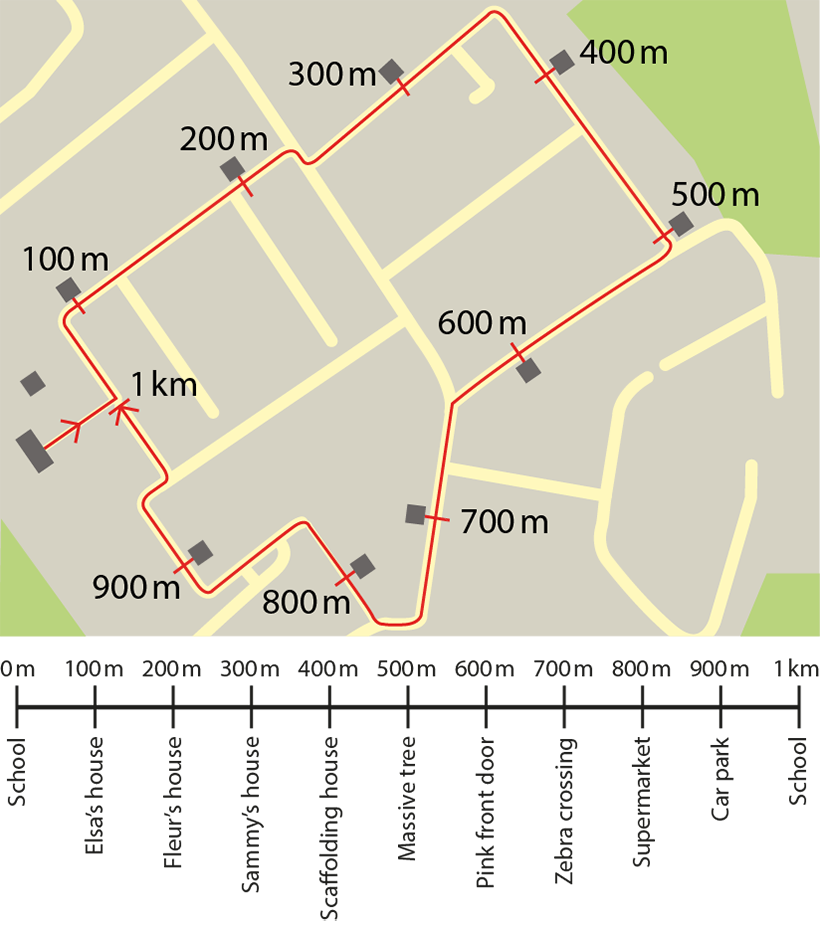 400 m
300 m
200 m
500 m
100 m
600 m
1 km
700 m
900 m
800 m
0 m 100 m 200 m 300 m 400 m 500 m 600 m 700 m 800 m 900 m 1 km
School
Elsa's house
Fleur's house
Sammy's house
Scaffolding house
Massive tree
Pink front door
Zebra crossing
Supermarket
Car park
School